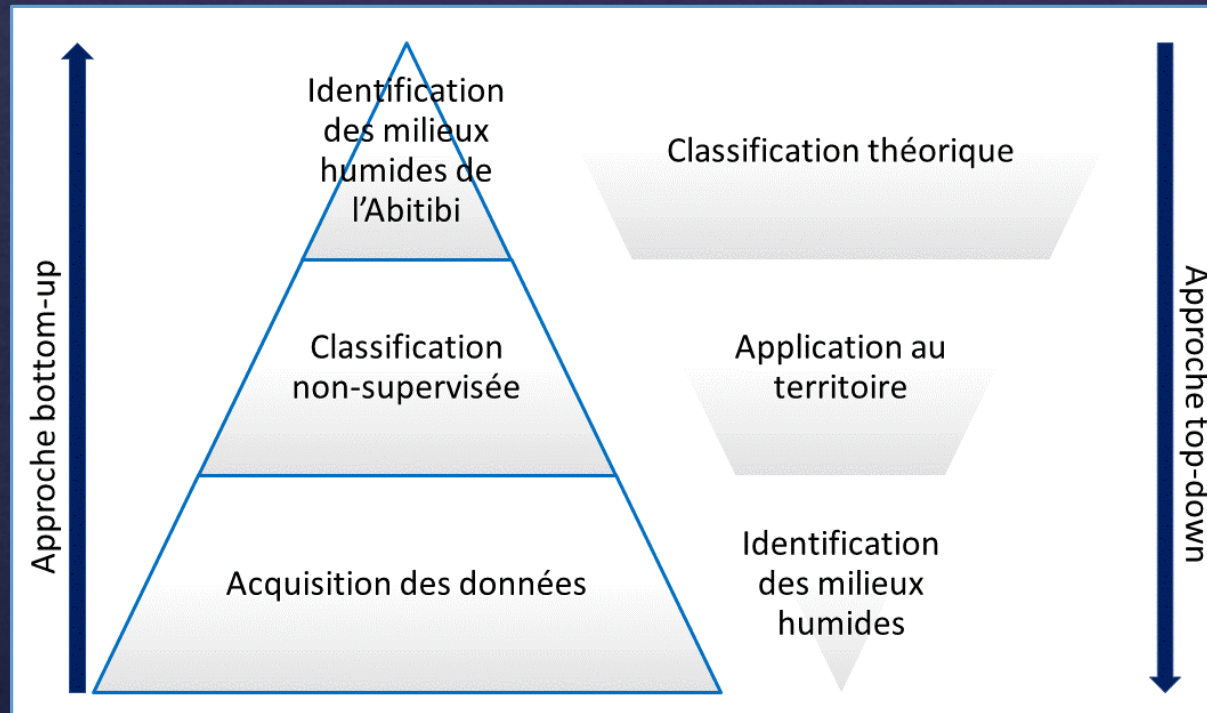 Approche bottom-up
Identification
des milieux
humides de
l'Abitibi
Classification
non-supervisée
Acquisition des données
Classification théorique
Application au
territoire
Identification
des milieux
humides
Approche top-down